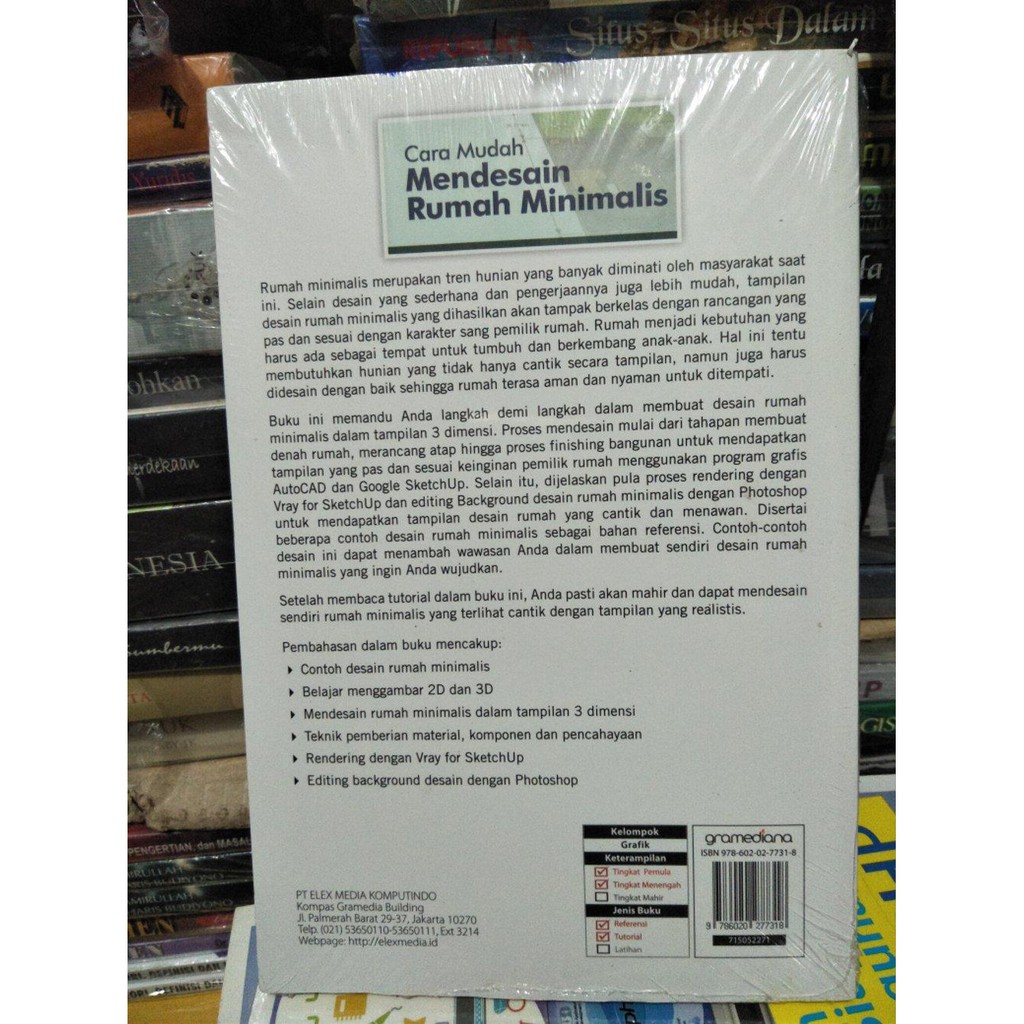 REPUBLIKA
Situs-Situs Dalam
Yuridis
ohkan
erdekaan
NESIA
sumbermu
TA
UK
PENGERTIAN, dan MASAL
MIRULLAH
ARIS BUDIYONO
MIRULLAH
HARIS BUDIYONO
IEN
P
GIS
Cara Mudah
Mendesain
Rumah Minimalis
Rumah minimalis merupakan tren hunian yang banyak diminati oleh masyarakat saat
ini. Selain desain yang sederhana dan pengerjaannya juga lebih mudah, tampilan
desain rumah minimalis yang dihasilkan akan tampak berkelas dengan rancangan yang
pas dan sesuai dengan karakter sang pemilik rumah. Rumah menjadi kebutuhan yang
harus ada sebagai tempat untuk tumbuh dan berkembang anak-anak. Hal ini tentu
membutuhkan hunian yang tidak hanya cantik secara tampilan, namun juga harus
didesain dengan baik sehingga rumah terasa aman dan nyaman untuk ditempati.
Buku ini memandu Anda langkah demi langkah dalam membuat desain rumah
minimalis dalam tampilan 3 dimensi. Proses mendesain mulai dari tahapan membuat
denah rumah, merancang atap hingga proses finishing bangunan untuk mendapatkan
tampilan yang pas dan sesuai keinginan pemilik rumah menggunakan program grafis
AutoCAD dan Google SketchUp. Selain itu, dijelaskan pula proses rendering dengan
Vray for SketchUp dan editing Background desain rumah minimalis dengan Photoshop
untuk mendapatkan tampilan desain rumah yang cantik dan menawan. Disertai
beberapa contoh desain rumah minimalis sebagai bahan referensi. Contoh-contoh
desain ini dapat menambah wawasan Anda dalam membuat sendiri desain rumah
minimalis yang ingin Anda wujudkan.
Setelah membaca tutorial dalam buku ini, Anda pasti akan mahir dan dapat mendesain
sendiri rumah minimalis yang terlihat cantik dengan tampilan yang realistis.
Pembahasan dalam buku mencakup:
Contoh desain rumah minimalis
Belajar menggambar 2D dan 3D
Mendesain rumah minimalis dalam tampilan 3 dimensi
Teknik pemberian material, komponen dan pencahayaan
Rendering dengan Vray for SketchUp
Editing background desain dengan Photoshop
PT ELEX MEDIA KOMPUTINDO
Kompas Gramedia Building
Jl. Palmerah Barat 29-37, Jakarta 10270
Telp. (021) 53650110-53650111, Ext 3214
Webpage: http://elexmedia.id
Kelompok
Grafik
Keterampilan
Tingkat Pemula
Tingkat Menengah
Tingkat Mahir
Jenis Buku
Referensi
Tutorial
Latihan
gramediana
ISBN 978-602-02-7731-8
9 786020 277318
715052271